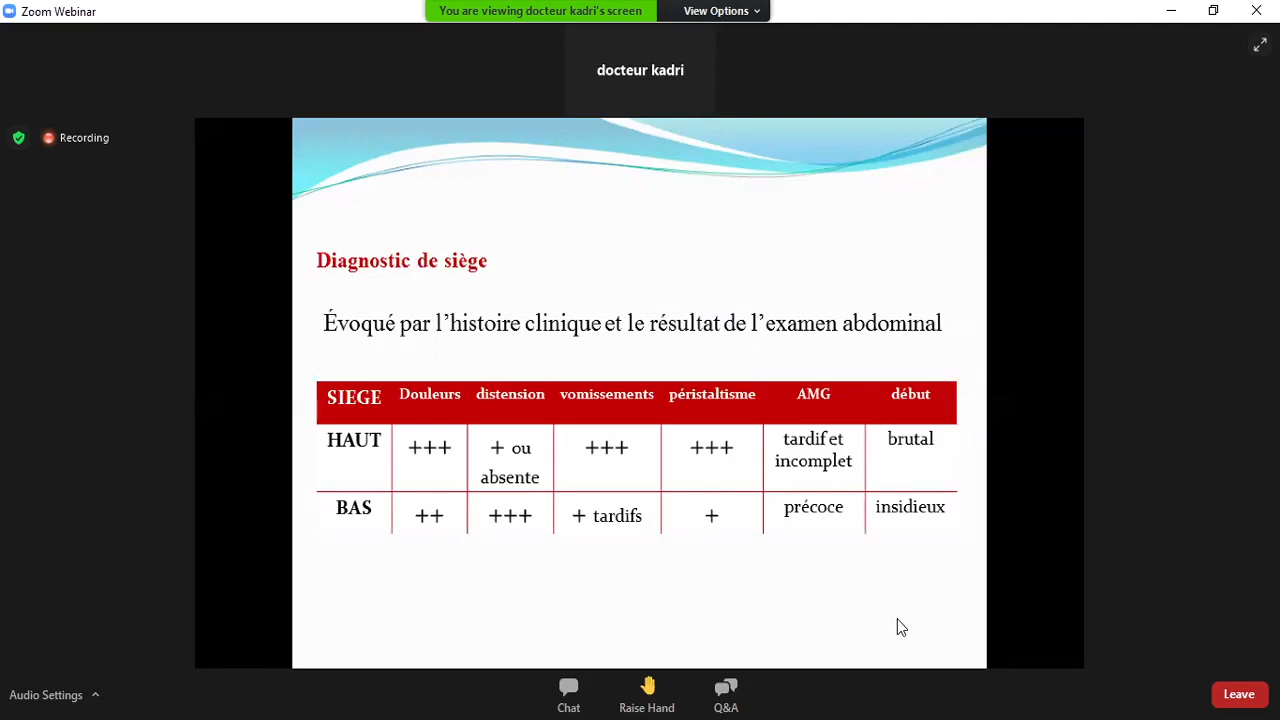 Zoom Webinar
You are viewing docteur kadri's screen
View Options
docteur kadri
Recording
Diagnostic de siège
Évoqué par l’histoire clinique et le résultat de l’examen abdominal
SIEGE Douleurs distension vomissements péristaltisme AMG début
HAUT +++ + ou absente +++ +++ tardif et incomplet brutal
BAS ++ +++ + tardifs + précoce insidieux
Audio Settings
Chat
Raise Hand
Q&A
Leave